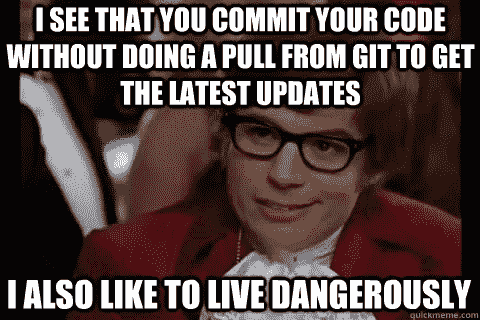 I SEE THAT YOU COMMIT YOUR CODE
WITHOUT DOING A PULL FROM GIT TO GET
THE LATEST UPDATES
I ALSO LIKE TO LIVE DANGEROUSLY
quickmeme.com